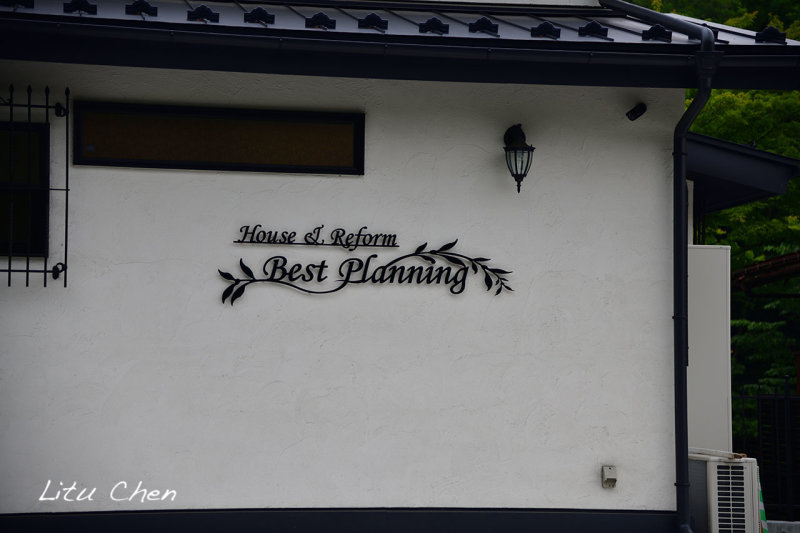 House & Reform
Best Planning
Litu Chen